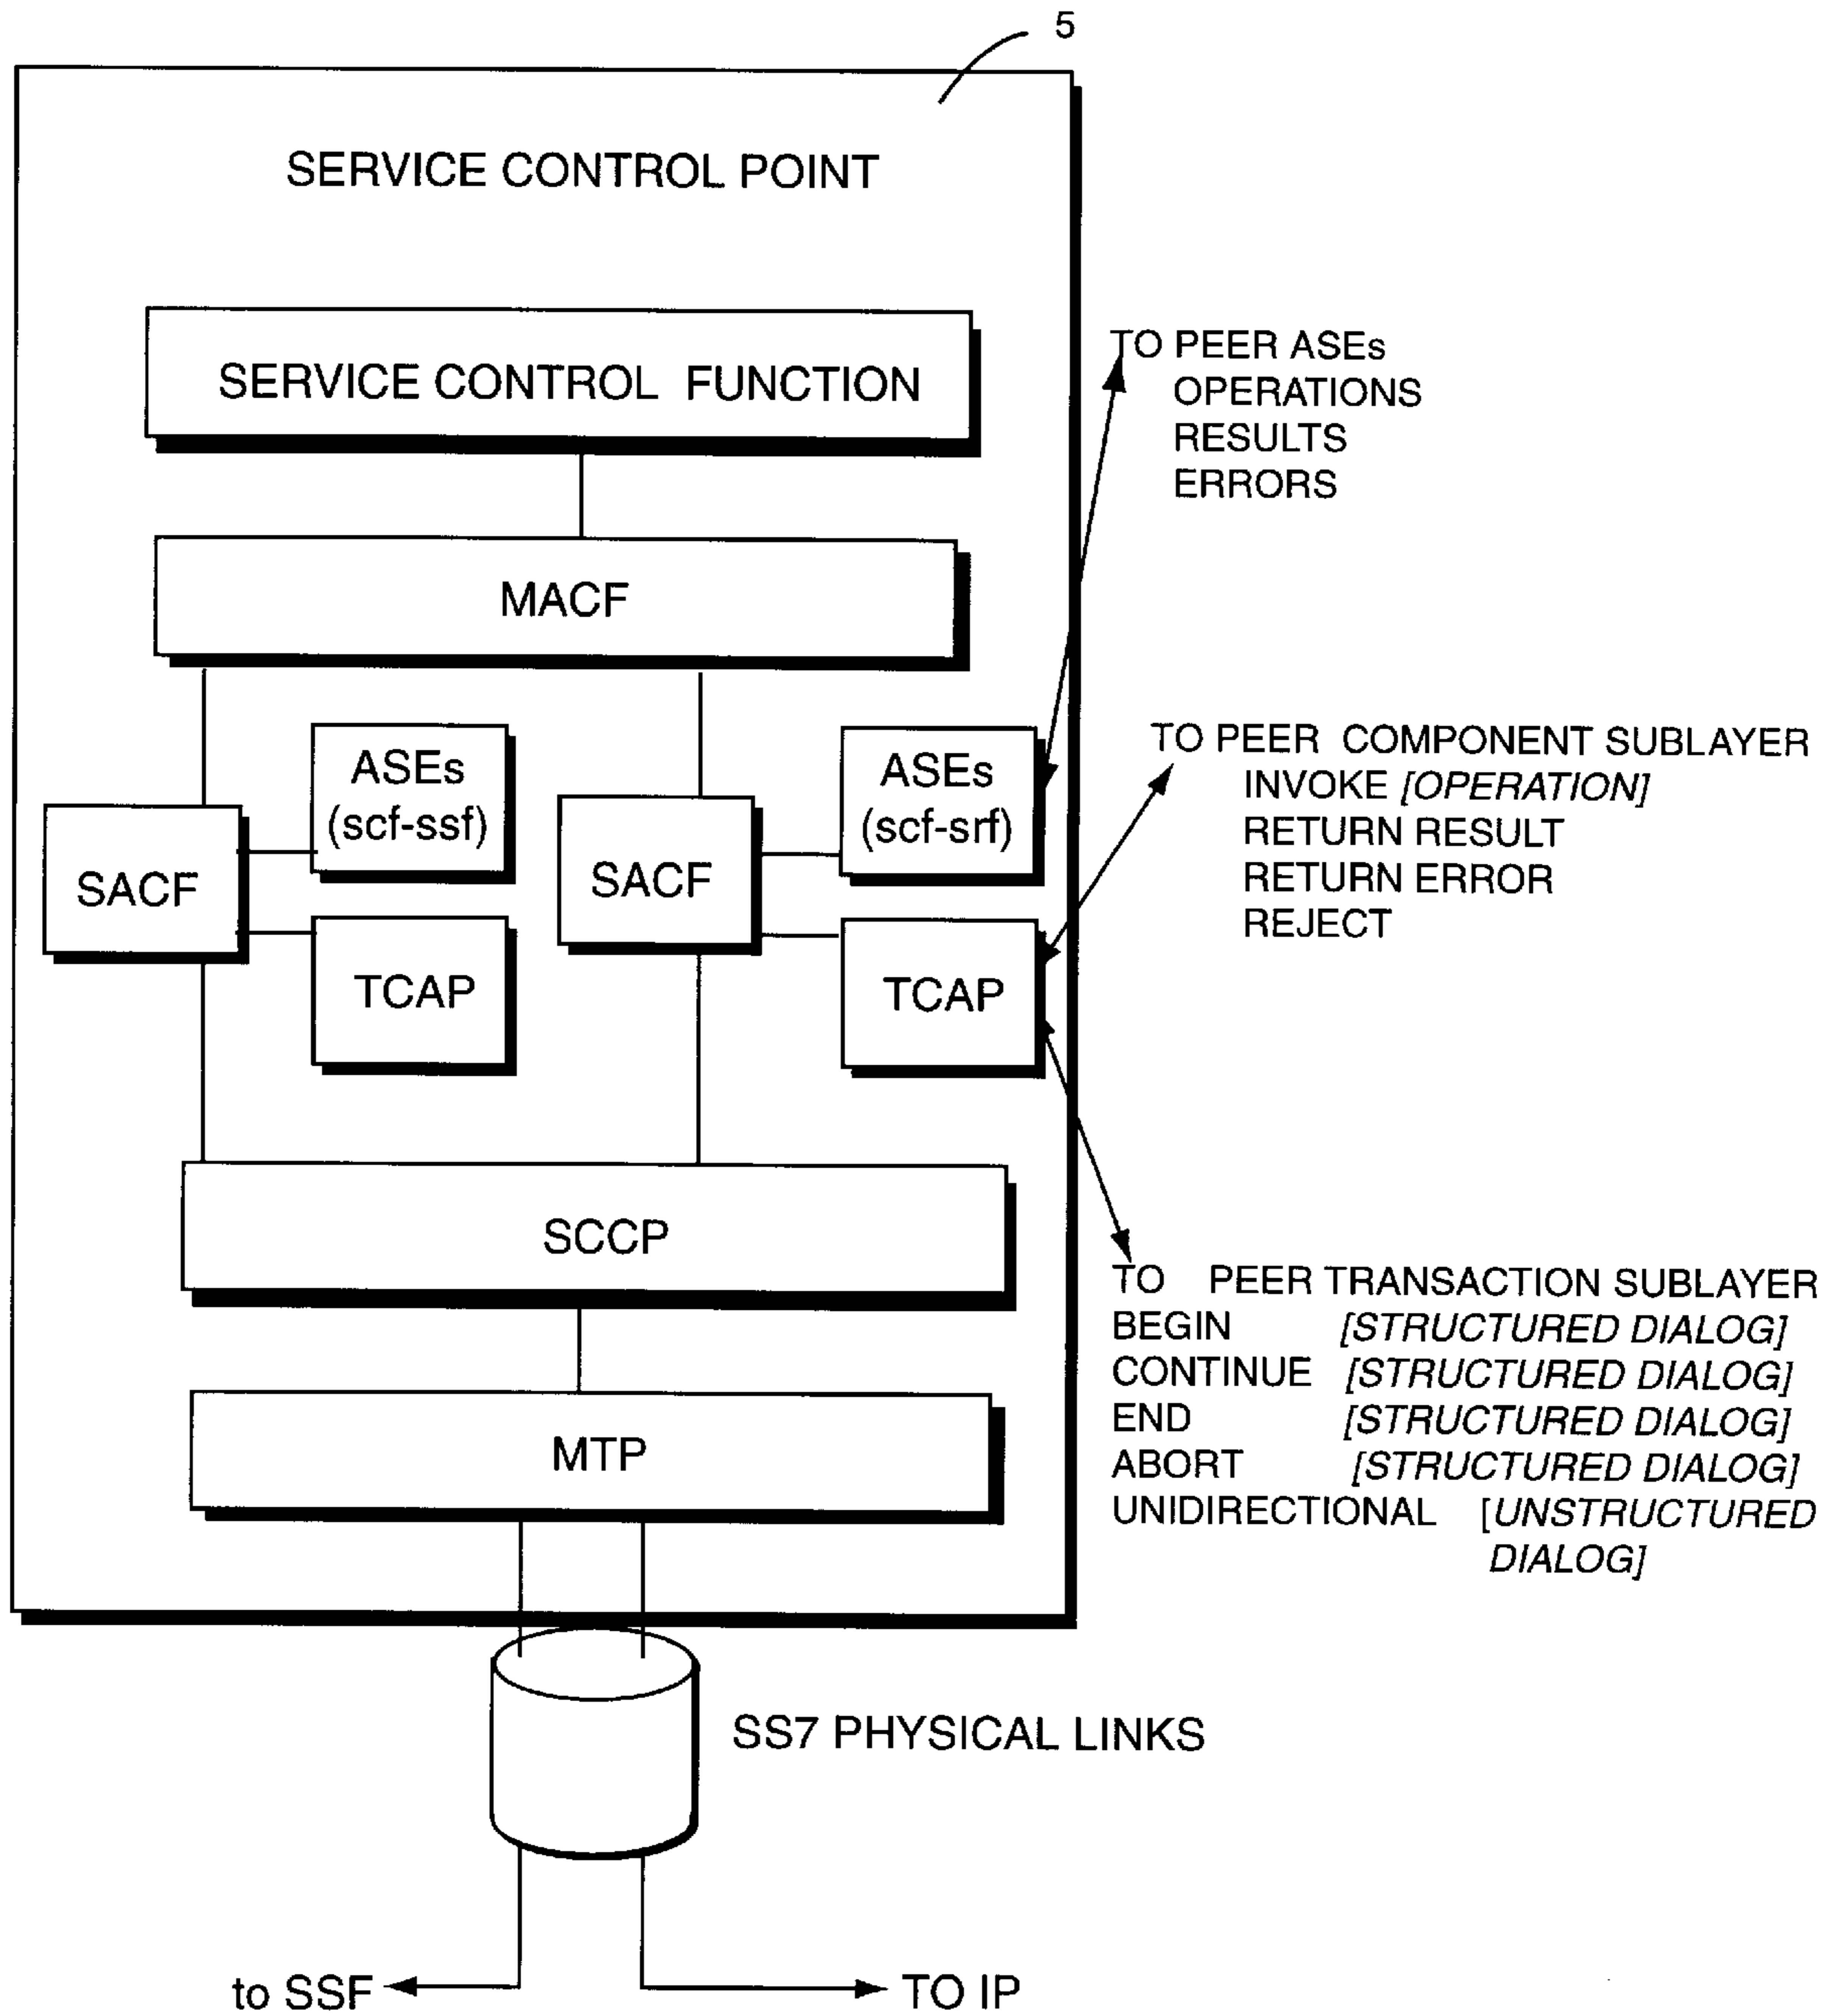 5
SERVICE CONTROL POINT
SERVICE CONTROL FUNCTION
TO PEER ASEs
OPERATIONS
RESULTS
ERRORS
MACF
ASEs
(scf-ssf)
SACF
TCAP
ASEs
(scf-srf)
SACF
TCAP
TO PEER COMPONENT SUBLAYER
INVOKE [OPERATION]
RETURN RESULT
RETURN ERROR
REJECT
SCCP
MTP
TO PEER TRANSACTION SUBLAYER
BEGIN [STRUCTURED DIALOG]
CONTINUE [STRUCTURED DIALOG]
END [STRUCTURED DIALOG]
ABORT [STRUCTURED DIALOG]
UNIDIRECTIONAL [UNSTRUCTURED
DIALOG]
SS7 PHYSICAL LINKS
to SSF
TO IP